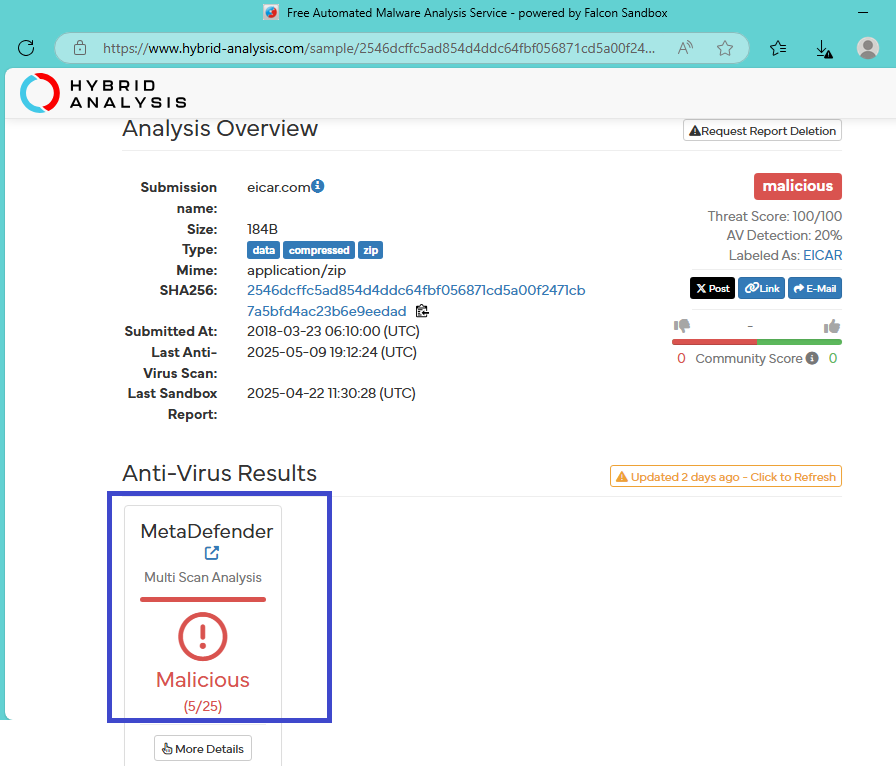 Free Automated Malware Analysis Service - powered by Falcon Sandbox
https://www.hybrid-analysis.com/sample/2546dcffc5ad854d4ddc64fbf056871cd5a00f24...
HYBRID
ANALYSIS
Analysis Overview
Request Report Deletion
Submission name:
eicar.com
Size:
184B
Type:
data compressed zip
Mime:
application/zip
SHA256:
2546dcffc5ad854d4ddc64fbf056871cd5a00f2471cb
7a5bfd4ac23b6e9eedad
Submitted At:
2018-03-23 06:10:00 (UTC)
Last Anti-
Virus Scan:
2025-05-09 19:12:24 (UTC)
Last Sandbox
Report:
2025-04-22 11:30:28 (UTC)
malicious
Threat Score: 100/100
AV Detection: 20%
Labeled As: EICAR
X Post Link E-Mail
-
0 Community Score 0
Anti-Virus Results
Updated 2 days ago - Click to Refresh
MetaDefender
Multi Scan Analysis
Malicious
(5/25)
More Details